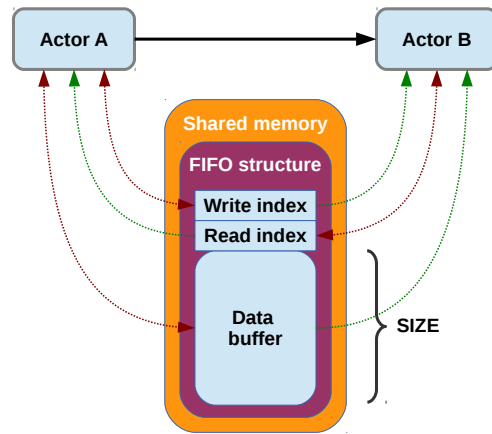 Actor A
Actor B
Shared memory
FIFO structure
Write index
Read index
Data
buffer
SIZE